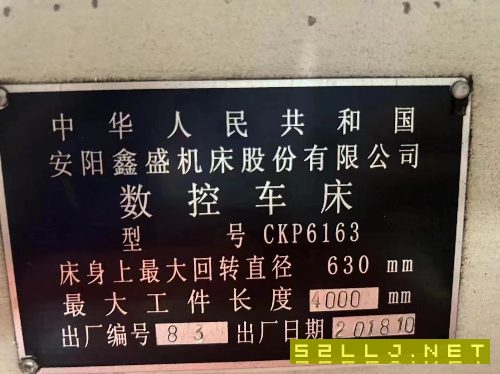 中华人民共和国
安阳鑫盛机床股份有限公司
数控车床
型 号 CKP6163
床身上最大回转直径 630 mm
最大工件长度 4000 mm
出厂编号 83 出厂日期 201810
52LLJ.NET